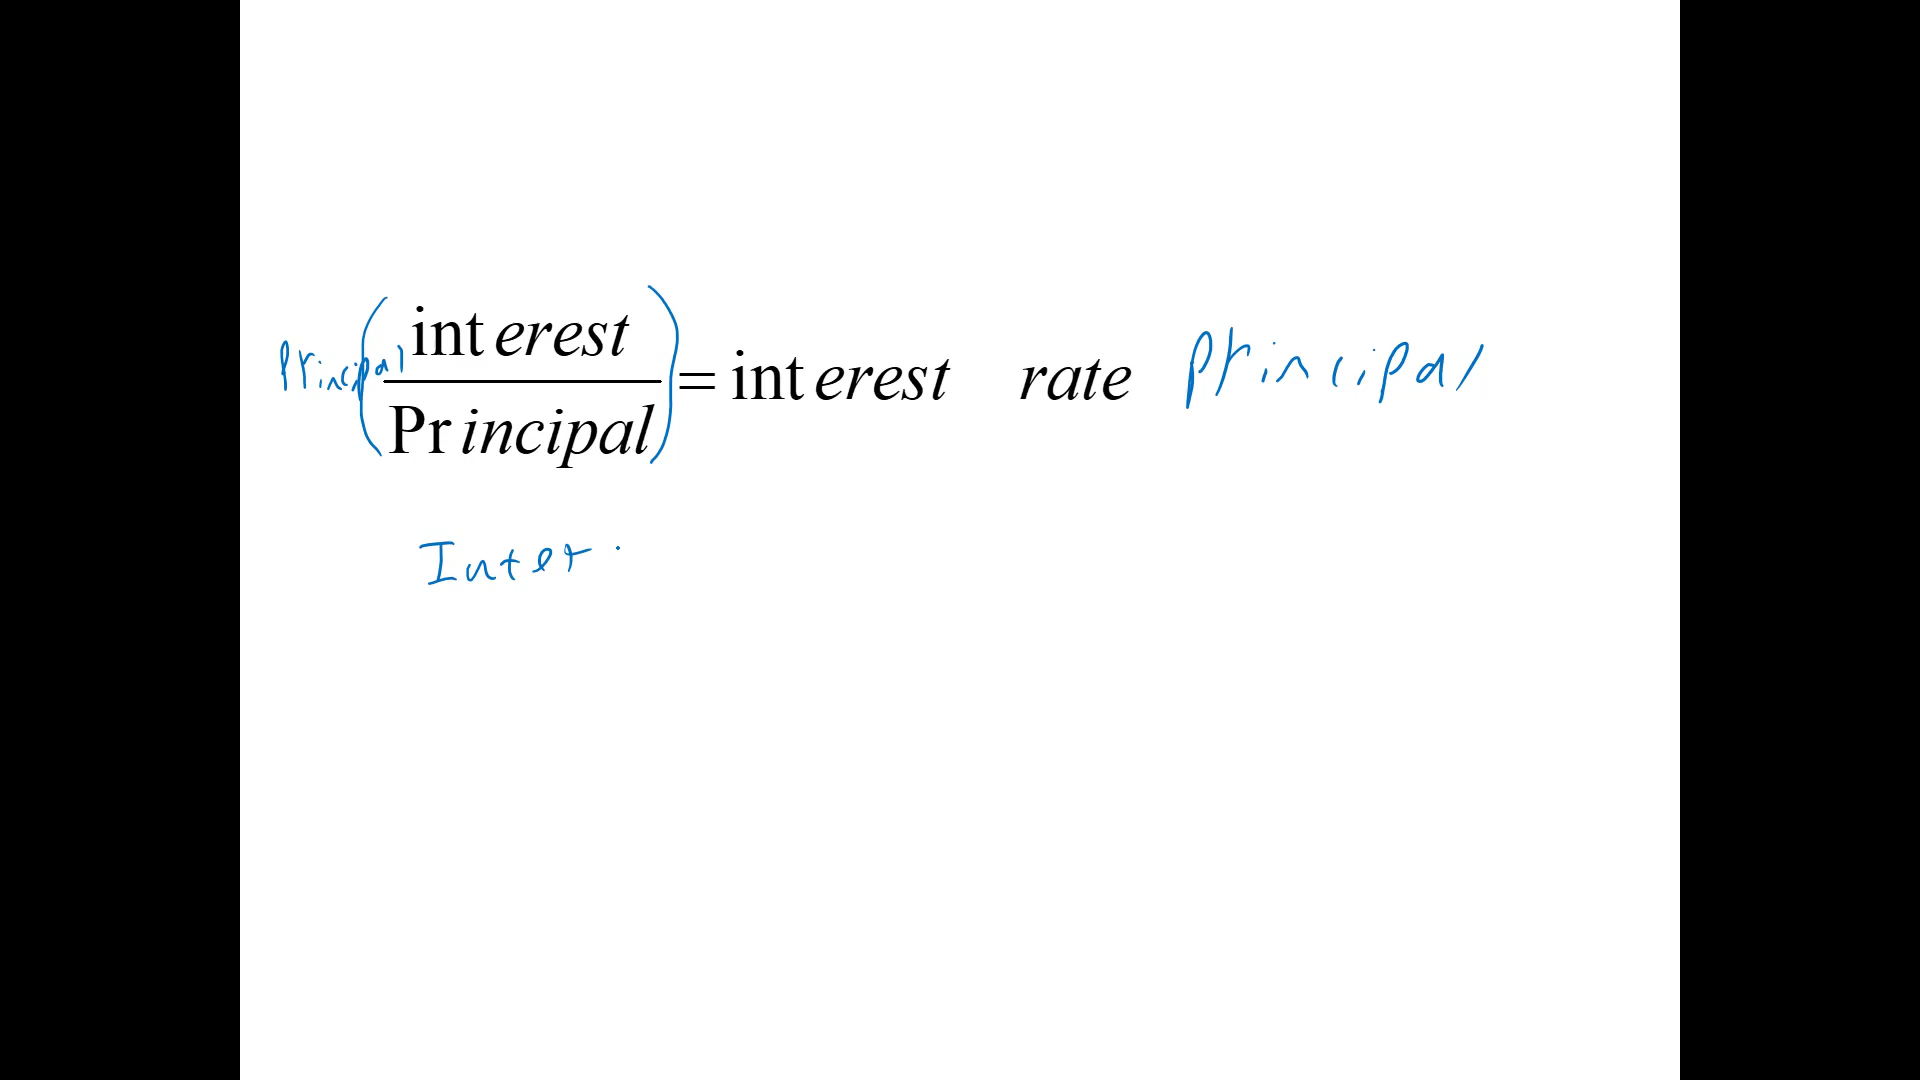 Principal ( interest / Principal ) = interest rate Principal
Inter